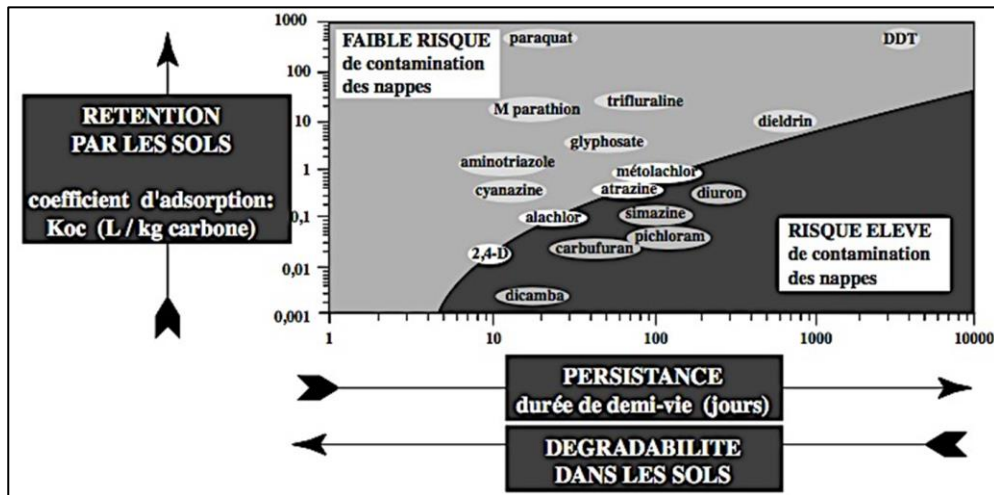 RETENTION
PAR LES SOLS
coefficient d'adsorption:
Koc (L / kg carbone)
1000
100
10
1
0,1
0,01
0,001
FAIBLE RISQUE
de contamination
des nappes
paraquat
DDT
M parathion
trifluraline
dieldrin
glyphosate
aminotriazole
métolachlor
cyanazine
atrazine
diuron
alachlor
simazine
pichloram
2,4-D
carbufuran
dicamba
RISQUE ELEVE
de contamination
des nappes
1
10
100
1000
10000
PERSISTANCE
durée de demi-vie (jours)
DEGRADABILITE
DANS LES SOLS